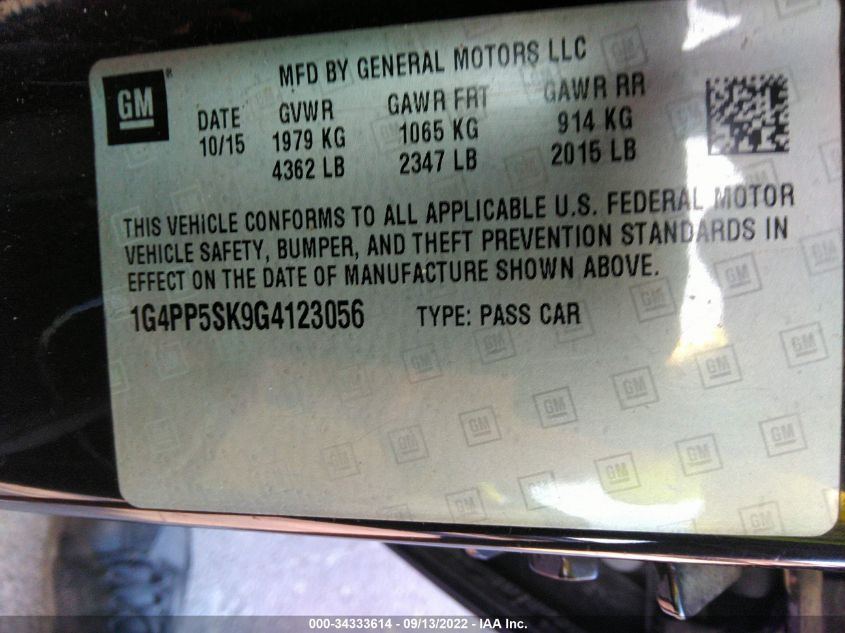 GM®
MFD BY GENERAL MOTORS LLC
DATE GVWR GAWR FRT GAWR RR
10/15 1979 KG 1065 KG 914 KG
4362 LB 2347 LB 2015 LB
THIS VEHICLE CONFORMS TO ALL APPLICABLE U.S. FEDERAL MOTOR
VEHICLE SAFETY, BUMPER, AND THEFT PREVENTION STANDARDS IN
EFFECT ON THE DATE OF MANUFACTURE SHOWN ABOVE.
1G4PP5SK9G4123056 TYPE: PASS CAR
000-34333614 - 09/13/2022 - IAA Inc.